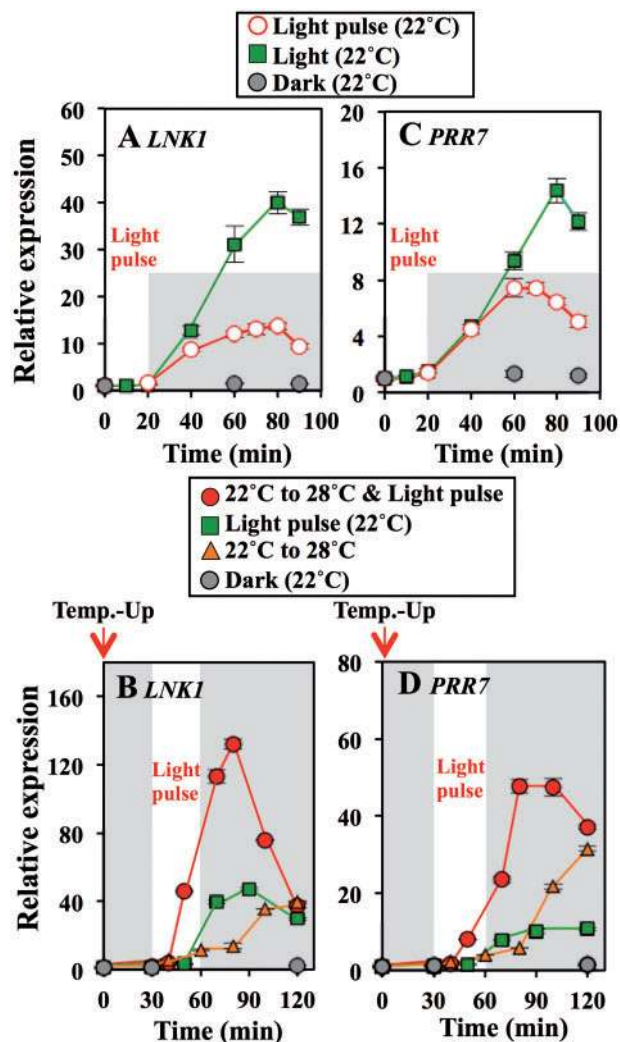 Light pulse (22˚C)
Light (22˚C)
Dark (22˚C)
A LNK1
C PRR7
Relative expression
60
50
40
30
20
10
0
Light
pulse
0 20 40 60 80 100
Time (min)
16
12
8
4
0
Light
pulse
0 20 40 60 80 100
Time (min)
22˚C to 28˚C & Light pulse
Light pulse (22˚C)
22˚C to 28˚C
Dark (22˚C)
Temp.-Up
Temp.-Up
B LNK1
D PRR7
Relative expression
160
120
80
40
0
Light
pulse
0 30 60 90 120
Time (min)
80
60
40
20
0
Light
pulse
0 30 60 90 120
Time (min)